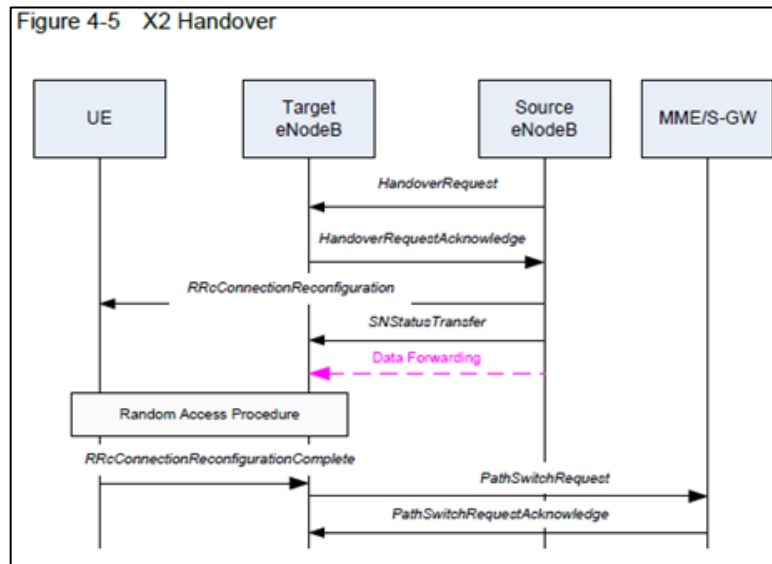 Figure 4-5 X2 Handover
UE
Target
eNodeB
Source
eNodeB
MME/S-GW
HandoverRequest
HandoverRequestAcknowledge
RRcConnectionReconfiguration
SNStatusTransfer
Data Forwarding
Random Access Procedure
RRcConnectionReconfigurationComplete
PathSwitchRequest
PathSwitchRequestAcknowledge